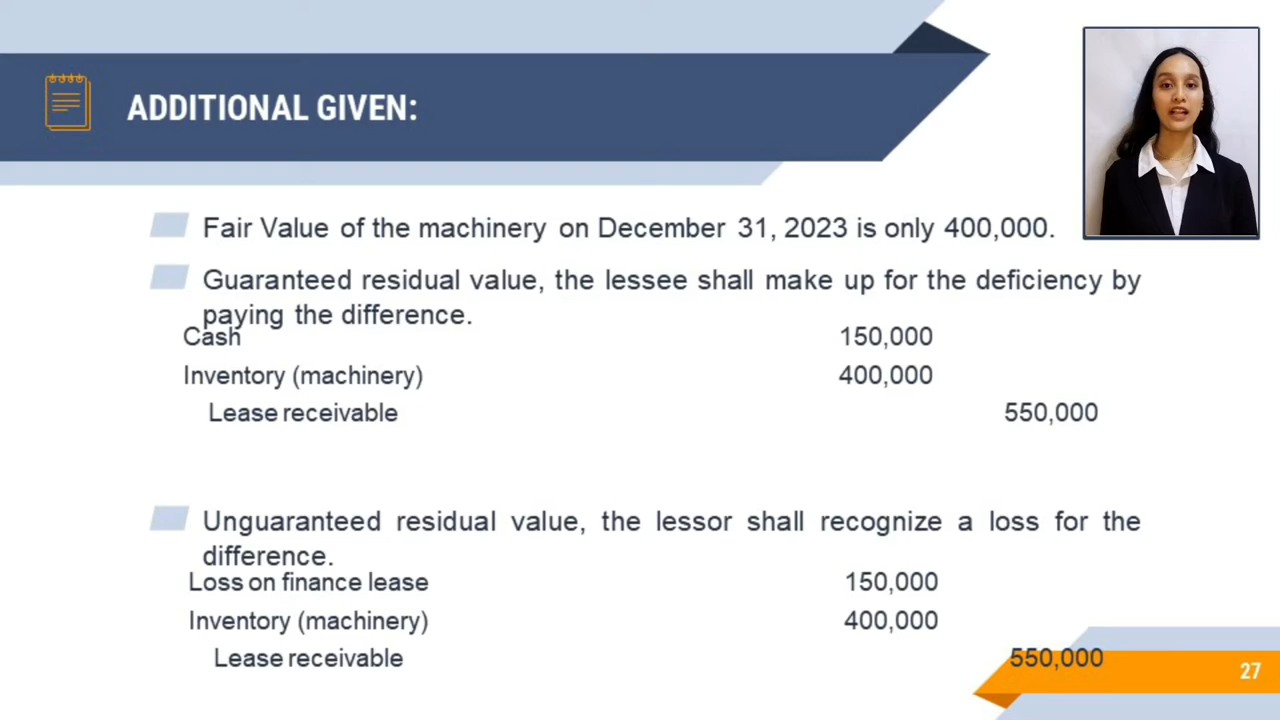 ADDITIONAL GIVEN:
Fair Value of the machinery on December 31, 2023 is only 400,000.
Guaranteed residual value, the lessee shall make up for the deficiency by
paying the difference.
Cash 150,000
Inventory (machinery) 400,000
Lease receivable 550,000
Unguaranteed residual value, the lessor shall recognize a loss for the
difference.
Loss on finance lease 150,000
Inventory (machinery) 400,000
Lease receivable 550,000
27